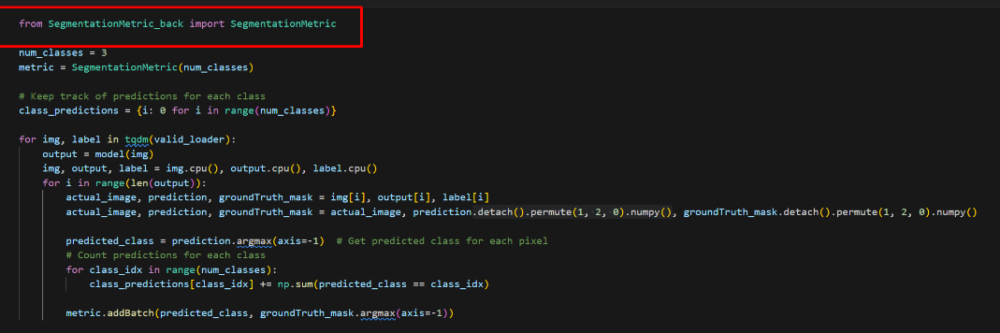 from SegmentationMetric_back import SegmentationMetric
num_classes = 3
metric = SegmentationMetric(num_classes)
# Keep track of predictions for each class
class_predictions = {i: 0 for i in range(num_classes)}
for img, label in tqdm(valid_loader):
    output = model(img)
    img, output, label = img.cpu(), output.cpu(), label.cpu()
    for i in range(len(output)):
        actual_image, prediction, groundTruth_mask = img[i], output[i], label[i]
        actual_image, prediction, groundTruth_mask = actual_image, prediction.detach().permute(1, 2, 0).numpy(), groundTruth_mask.detach().permute(1, 2, 0).numpy()
        predicted_class = prediction.argmax(axis=-1)  # Get predicted class for each pixel
        # Count predictions for each class
        for class_idx in range(num_classes):
            class_predictions[class_idx] += np.sum(predicted_class == class_idx)
        metric.addBatch(predicted_class, groundTruth_mask.argmax(axis=-1))